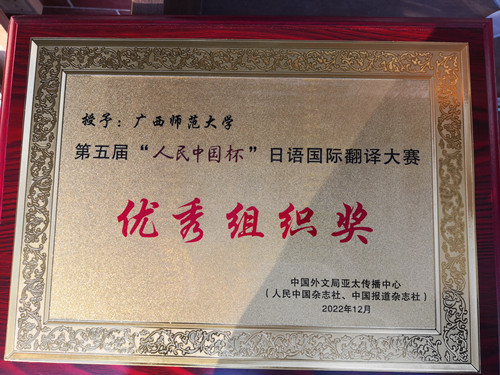 授予：广西师范大学
第五届“人民中国杯”日语国际翻译大赛
优秀组织奖
中国外文局亚太传播中心
（人民中国杂志社、中国报道杂志社）
2022年12月